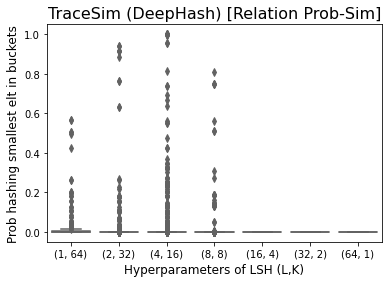 TraceSim (DeepHash) [Relation Prob-Sim]
Prob hashing smallest elt in buckets
1.0
0.8
0.6
0.4
0.2
0.0
(1, 64) (2, 32) (4, 16) (8, 8) (16, 4) (32, 2) (64, 1)
Hyperparameters of LSH (L,K)